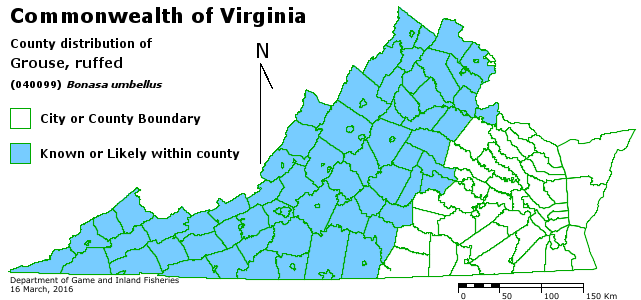 Commonwealth of Virginia
County distribution of
Grouse, ruffed
(040099) Bonasa umbellus
N
City or County Boundary
Known or Likely within county
Department of Game and Inland Fisheries
16 March, 2016
0 50 100 150 Km